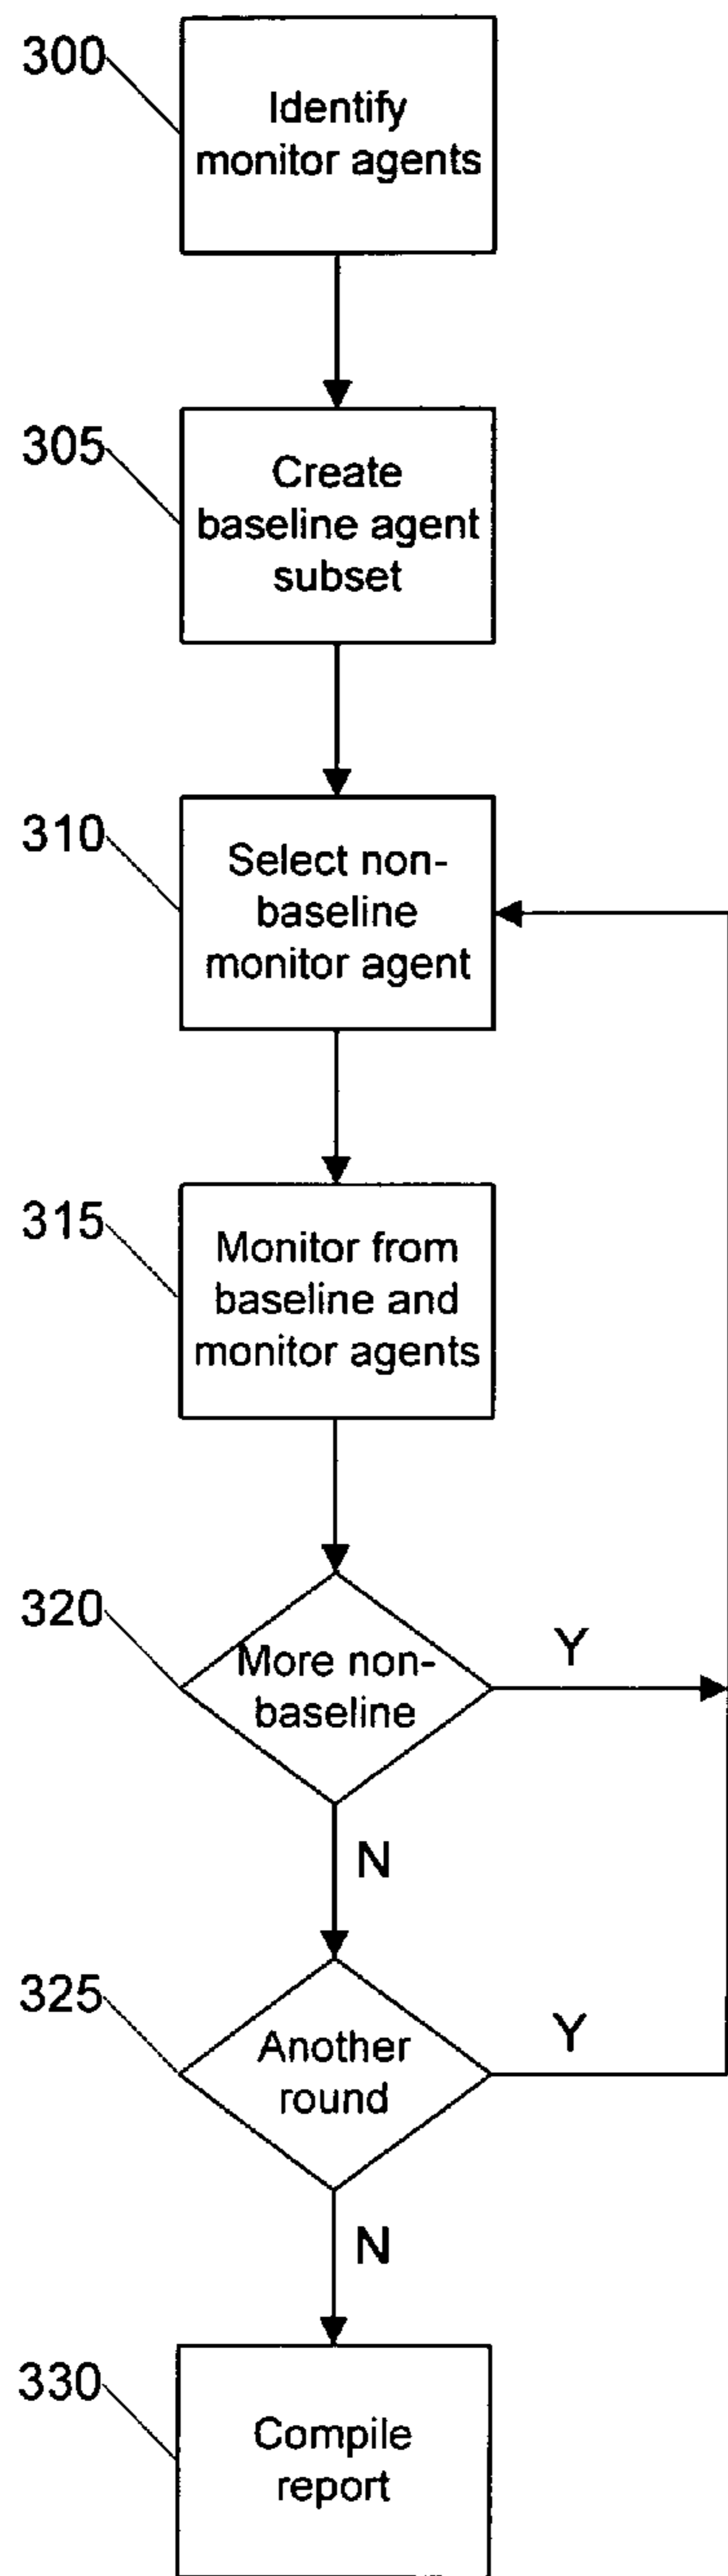 300
Identify
monitor agents
305
Create
baseline agent
subset
310
Select non-
baseline
monitor agent
315
Monitor from
baseline and
monitor agents
320
More non-
baseline
Y
N
325
Another
round
Y
N
330
Compile
report